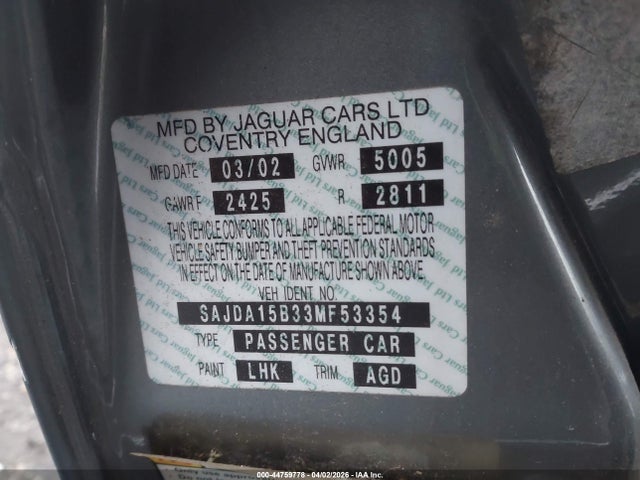 MFD BY JAGUAR CARS LTD
COVENTRY ENGLAND
MFD DATE 03/02 GVWR 5005
GAWR F 2425 R 2811
THIS VEHICLE CONFORMS TO ALL APPLICABLE FEDERAL MOTOR
VEHICLE SAFETY, BUMPER AND THEFT PREVENTION STANDARDS
IN EFFECT ON THE DATE OF MANUFACTURE SHOWN ABOVE.
VEH IDENT NO.
SAJDA15B33MF53354
TYPE PASSENGER CAR
PAINT LHK TRIM AGD
000-44759778 - 04/02/2026 - IAA Inc.